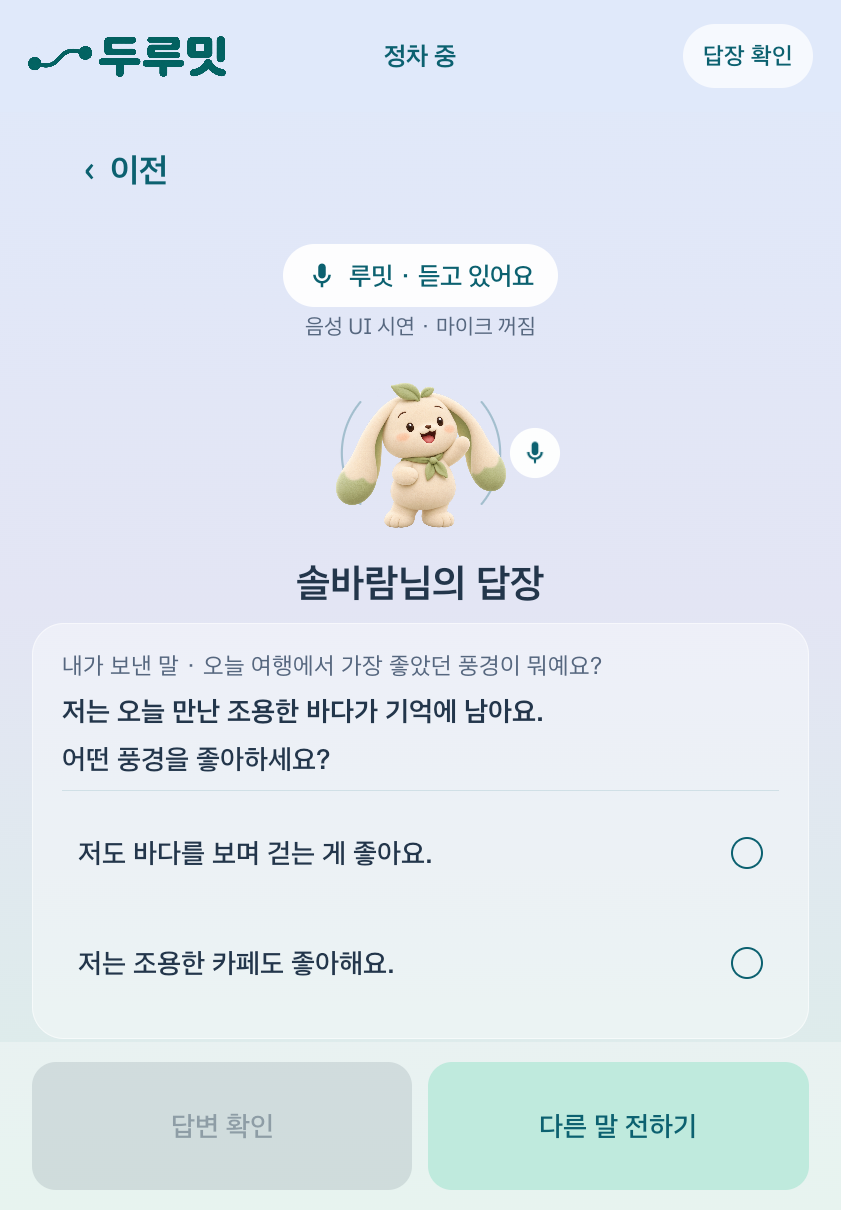 두루밋
정차 중
답장 확인
‹ 이전
루밋 · 듣고 있어요
음성 UI 시연 · 마이크 꺼짐
솔바람님의 답장
내가 보낸 말 · 오늘 여행에서 가장 좋았던 풍경이 뭐예요?
저는 오늘 만난 조용한 바다가 기억에 남아요.
어떤 풍경을 좋아하세요?
저도 바다를 보며 걷는 게 좋아요.
저는 조용한 카페도 좋아해요.
답변 확인
다른 말 전하기